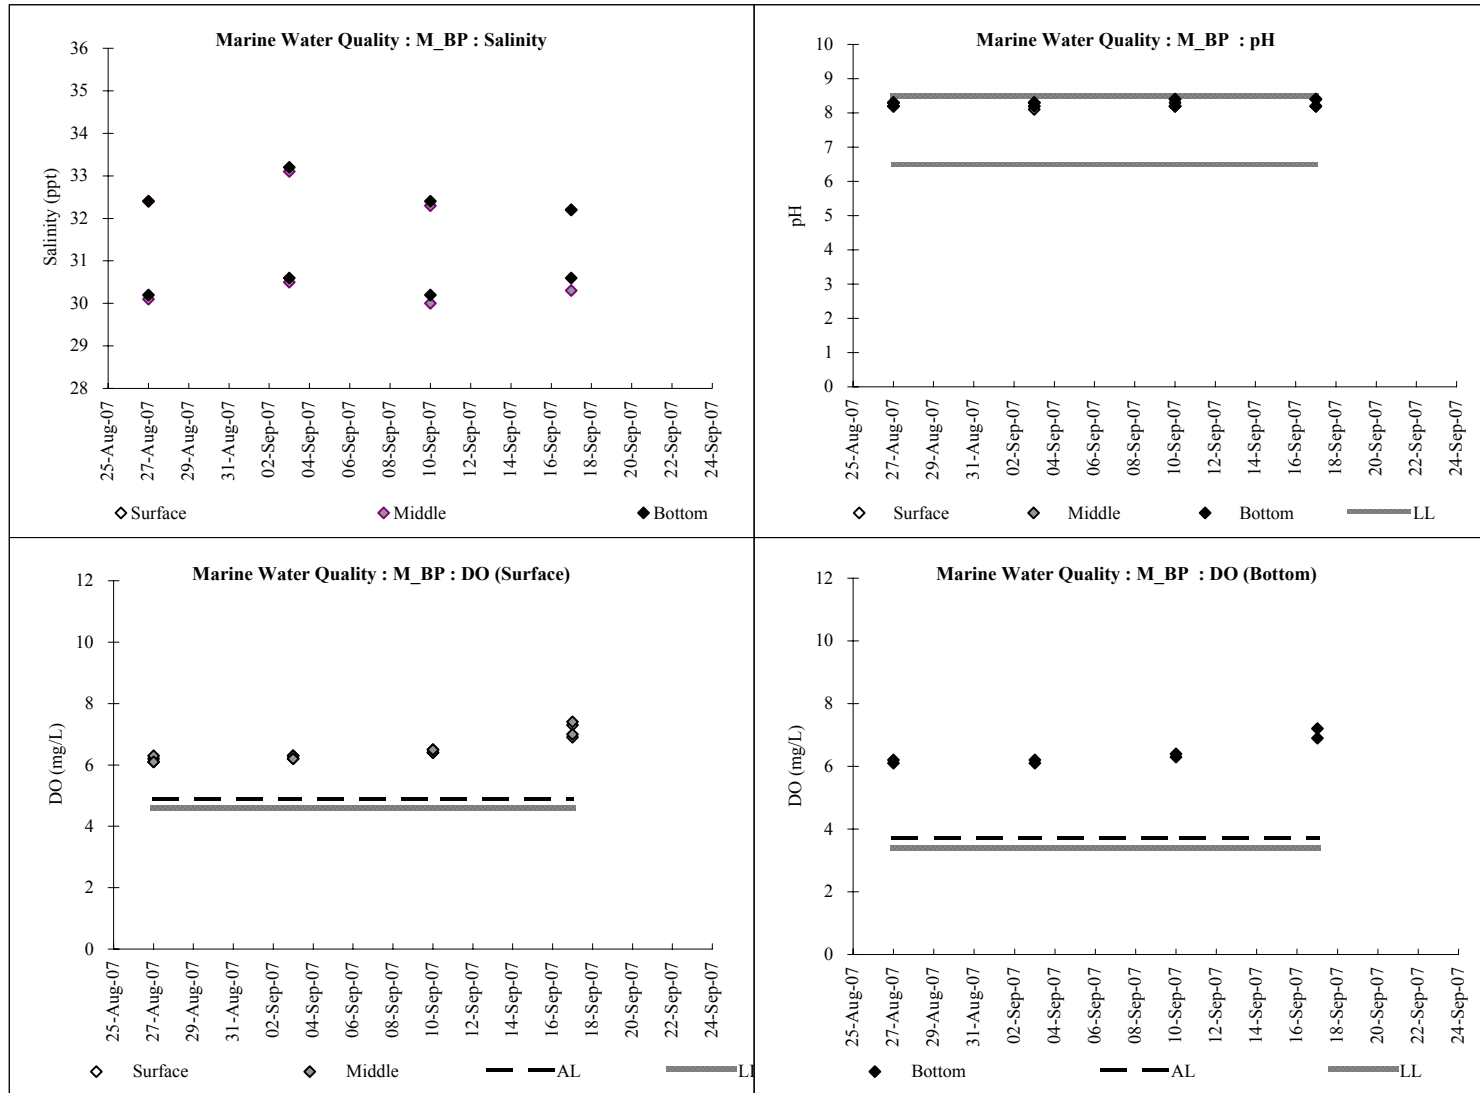 Marine Water Quality : M_BP : Salinity
36
35
34
33
32
31
30
29
28
Salinity (ppt)
25-Aug-07
27-Aug-07
29-Aug-07
31-Aug-07
02-Sep-07
04-Sep-07
06-Sep-07
08-Sep-07
10-Sep-07
12-Sep-07
14-Sep-07
16-Sep-07
18-Sep-07
20-Sep-07
22-Sep-07
24-Sep-07
Surface Middle Bottom
Marine Water Quality : M_BP : pH
10
9
8
7
6
5
4
3
2
1
0
pH
25-Aug-07
27-Aug-07
29-Aug-07
31-Aug-07
02-Sep-07
04-Sep-07
06-Sep-07
08-Sep-07
10-Sep-07
12-Sep-07
14-Sep-07
16-Sep-07
18-Sep-07
20-Sep-07
22-Sep-07
24-Sep-07
Surface Middle Bottom LL
Marine Water Quality : M_BP : DO (Surface)
12
10
8
6
4
2
0
DO (mg/L)
25-Aug-07
27-Aug-07
29-Aug-07
31-Aug-07
02-Sep-07
04-Sep-07
06-Sep-07
08-Sep-07
10-Sep-07
12-Sep-07
14-Sep-07
16-Sep-07
18-Sep-07
20-Sep-07
22-Sep-07
24-Sep-07
Surface Middle AL LL
Marine Water Quality : M_BP : DO (Bottom)
12
10
8
6
4
2
0
DO (mg/L)
25-Aug-07
27-Aug-07
29-Aug-07
31-Aug-07
02-Sep-07
04-Sep-07
06-Sep-07
08-Sep-07
10-Sep-07
12-Sep-07
14-Sep-07
16-Sep-07
18-Sep-07
20-Sep-07
22-Sep-07
24-Sep-07
Bottom AL LL